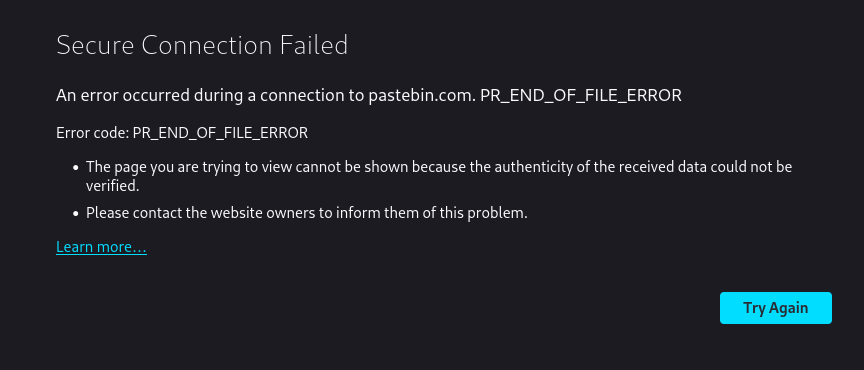 Secure Connection Failed
An error occurred during a connection to pastebin.com. PR_END_OF_FILE_ERROR
Error code: PR_END_OF_FILE_ERROR
• The page you are trying to view cannot be shown because the authenticity of the received data could not be
verified.
• Please contact the website owners to inform them of this problem.
Learn more…
Try Again